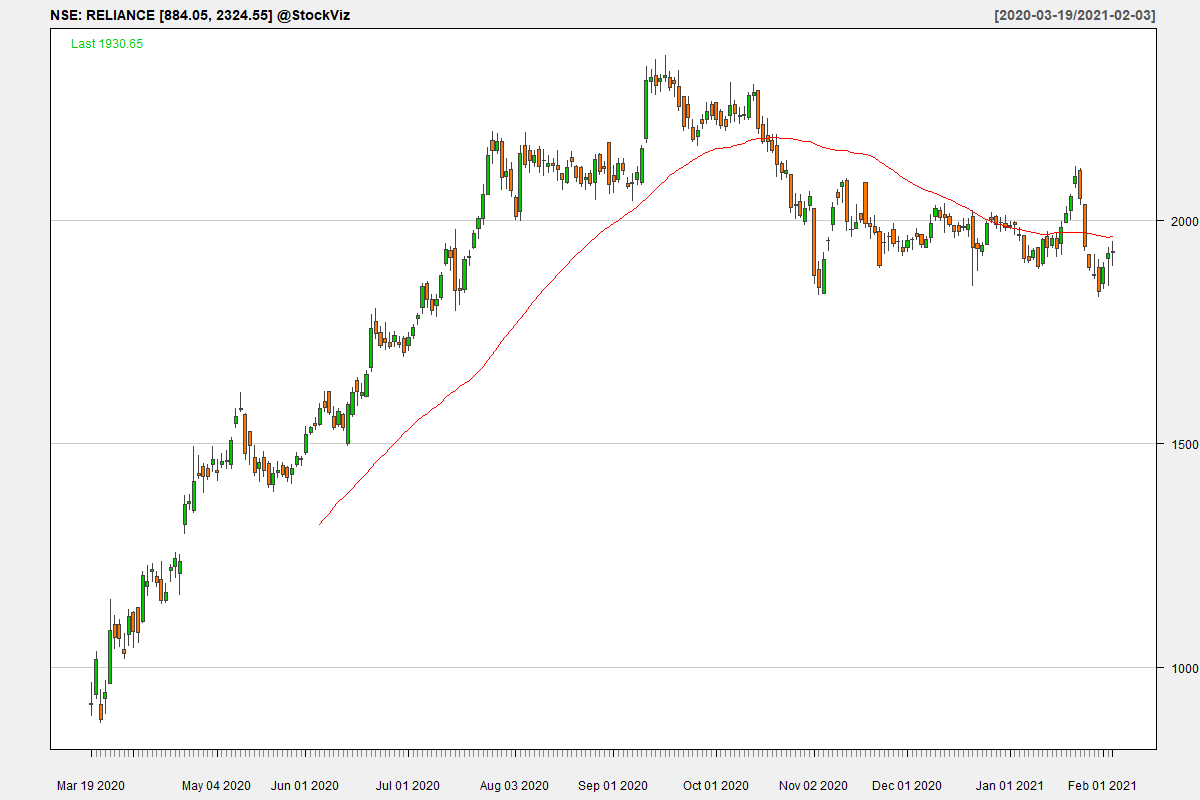 NSE: RELIANCE [884.05, 2324.55] @StockViz
[2020-03-19/2021-02-03]
Last 1930.65
2000
1500
1000
Mar 19 2020 May 04 2020 Jun 01 2020 Jul 01 2020 Aug 03 2020 Sep 01 2020 Oct 01 2020 Nov 02 2020 Dec 01 2020 Jan 01 2021 Feb 01 2021